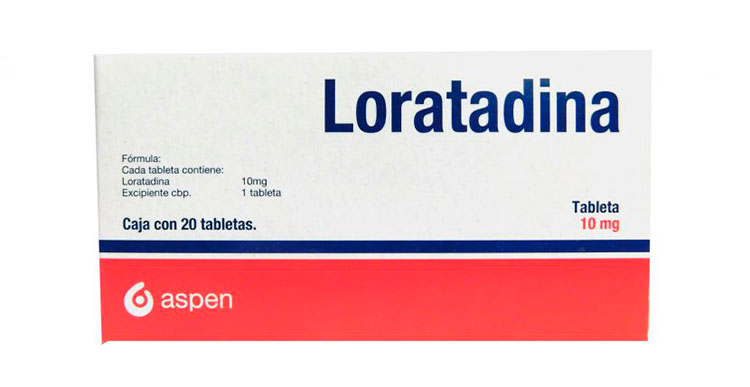 Loratadina
Fórmula:
Cada tableta contiene:
Loratadina 10mg
Excipiente cbp. 1 tableta
Caja con 20 tabletas.
Tableta
10 mg
aspen